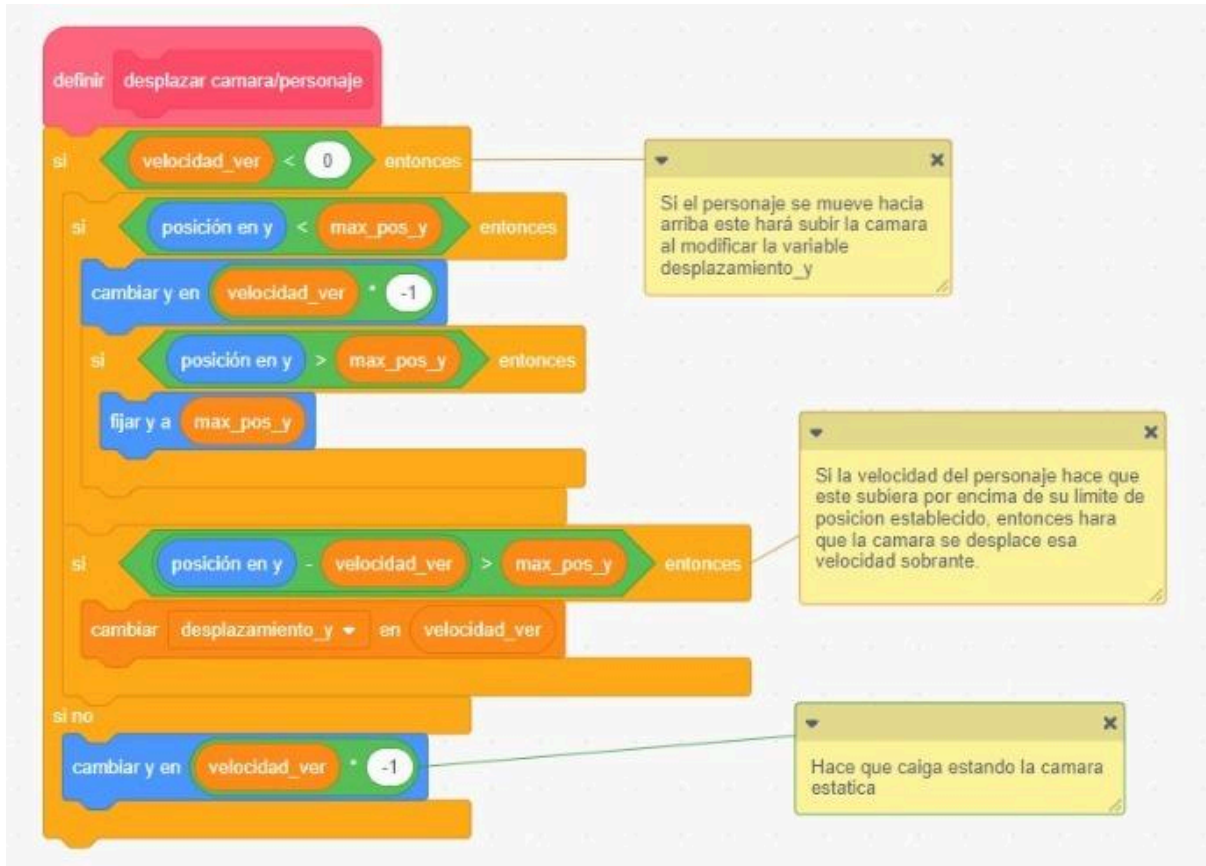 definir desplazar camara/personaje
si velocidad_ver < 0 entonces
si posición en y < max_pos_y entonces
cambiar y en velocidad_ver * -1
si posición en y > max_pos_y entonces
fijar y a max_pos_y
si posición en y - velocidad_ver > max_pos_y entonces
cambiar desplazamiento_y en velocidad_ver
si no
cambiar y en velocidad_ver * -1
Si el personaje se mueve hacia
arriba este hará subir la camara
al modificar la variable
desplazamiento_y
Si la velocidad del personaje hace que
este subiera por encima de su limite de
posicion establecido, entonces hara
que la camara se desplace esa
velocidad sobrante.
Hace que caiga estando la camara
estatica